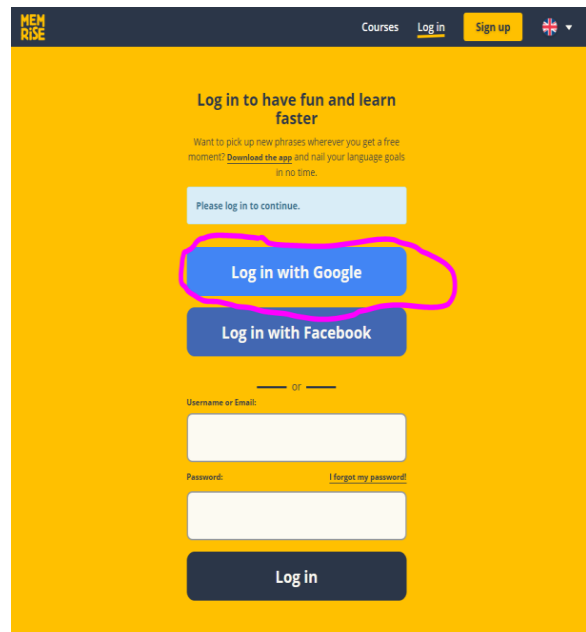 MEM
RiSE
Courses Log in Sign up
Log in to have fun and learn
faster
Want to pick up new phrases wherever you get a free
moment? Download the app and nail your language goals
in no time.
Please log in to continue.
Log in with Google
Log in with Facebook
or
Username or Email:
Password: I forgot my password!
Log in